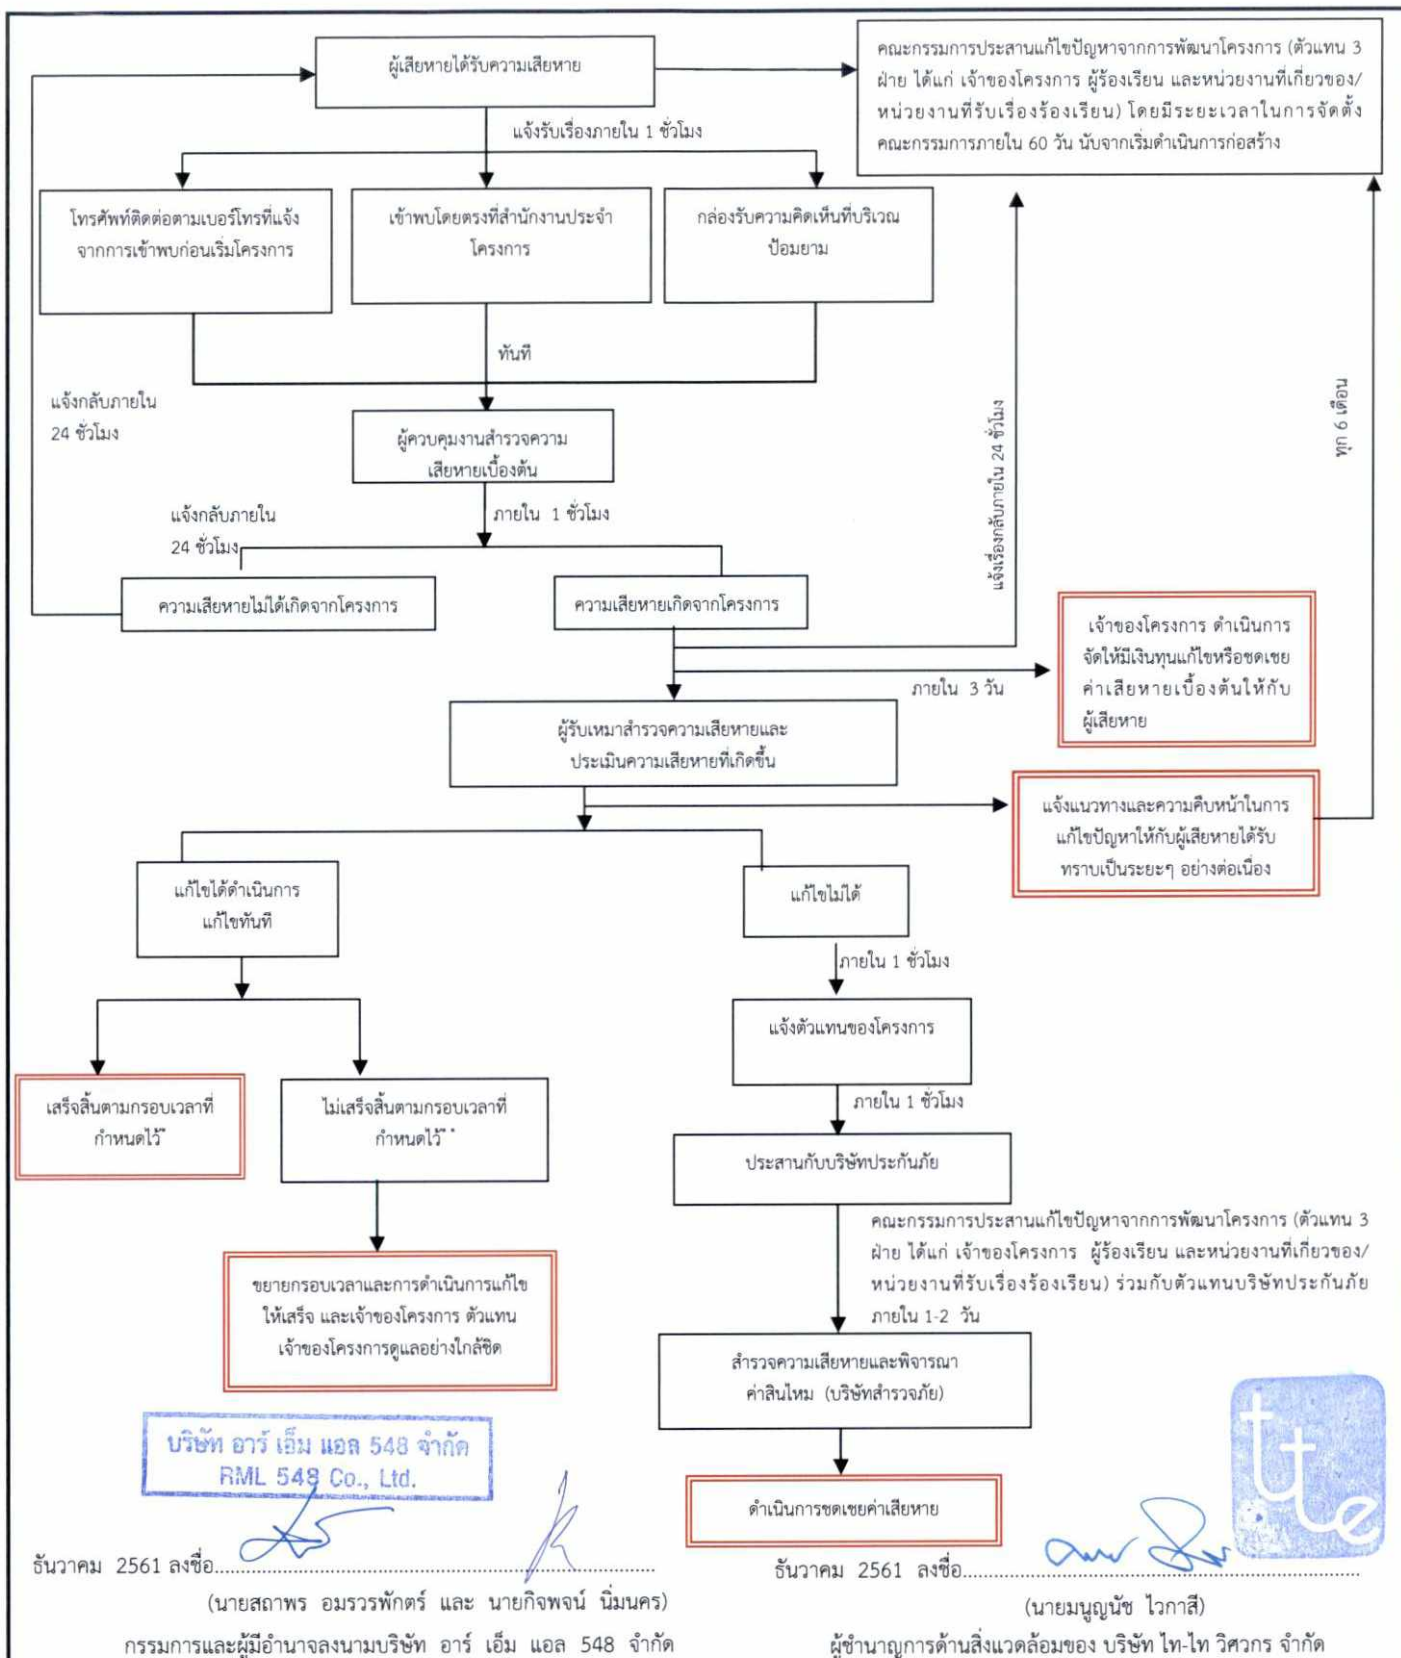 ผู้เสียหายได้รับความเสียหาย
คณะกรรมการประสานแก้ไขปัญหาจากการพัฒนาโครงการ (ตัวแทน 3
ฝ่าย ได้แก่ เจ้าของโครงการ ผู้ร้องเรียน และหน่วยงานที่เกี่ยวของ/
หน่วยงานที่รับเรื่องร้องเรียน) โดยมีระยะเวลาในการจัดตั้ง
คณะกรรมการภายใน 60 วัน นับจากเริ่มดำเนินการก่อสร้าง
แจ้งรับเรื่องภายใน 1 ชั่วโมง
โทรศัพท์ติดต่อตามเบอร์โทรที่แจ้ง
จากการเข้าพบก่อนเริ่มโครงการ
เข้าพบโดยตรงที่สำนักงานประจำ
โครงการ
กล่องรับความคิดเห็นที่บริเวณ
ป้อมยาม
ทันที
แจ้งกลับภายใน
24 ชั่วโมง
ผู้ควบคุมงานสำรวจความ
เสียหายเบื้องต้น
แจ้งเรื่องกลับภายใน 24 ชั่วโมง
ทุก 6 เดือน
แจ้งกลับภายใน
24 ชั่วโมง
ภายใน 1 ชั่วโมง
ความเสียหายไม่ได้เกิดจากโครงการ
ความเสียหายเกิดจากโครงการ
เจ้าของโครงการ ดำเนินการ
จัดให้มีเงินทุนแก้ไขหรือชดเชย
ค่าเสียหายเบื้องต้นให้กับ
ผู้เสียหาย
ภายใน 3 วัน
ผู้รับเหมาสำรวจความเสียหายและ
ประเมินความเสียหายที่เกิดขึ้น
แจ้งแนวทางและความคืบหน้าในการ
แก้ไขปัญหาให้กับผู้เสียหายได้รับ
ทราบเป็นระยะๆ อย่างต่อเนื่อง
แก้ไขได้ดำเนินการ
แก้ไขทันที
แก้ไขไม่ได้
ภายใน 1 ชั่วโมง
แจ้งตัวแทนของโครงการ
เสร็จสิ้นตามกรอบเวลาที่
กำหนดไว้*
ไม่เสร็จสิ้นตามกรอบเวลาที่
กำหนดไว้**
ภายใน 1 ชั่วโมง
ประสานกับบริษัทประกันภัย
คณะกรรมการประสานแก้ไขปัญหาจากการพัฒนาโครงการ (ตัวแทน 3
ฝ่าย ได้แก่ เจ้าของโครงการ ผู้ร้องเรียน และหน่วยงานที่เกี่ยวของ/
หน่วยงานที่รับเรื่องร้องเรียน) ร่วมกับตัวแทนบริษัทประกันภัย
ภายใน 1-2 วัน
ขยายกรอบเวลาและการดำเนินการแก้ไข
ให้เสร็จ และเจ้าของโครงการ ตัวแทน
เจ้าของโครงการดูแลอย่างใกล้ชิด
สำรวจความเสียหายและพิจารณา
ค่าสินไหม (บริษัทสำรวจภัย)
ดำเนินการชดเชยค่าเสียหาย
บริษัท อาร์ เอ็ม แอล 548 จำกัด
RML 548 Co., Ltd.
ttle
ธันวาคม 2561 ลงชื่อ
(นายสถาพร อมรวรพักตร์ และ นายกิจพจน์ นิ่มนคร)
กรรมการและผู้มีอำนาจลงนามบริษัท อาร์ เอ็ม แอล 548 จำกัด
ธันวาคม 2561 ลงชื่อ
(นายมนูญนัช ไวกาสี)
ผู้ชำนาญการด้านสิ่งแวดล้อมของ บริษัท ไท-ไท วิศวกร จำกัด